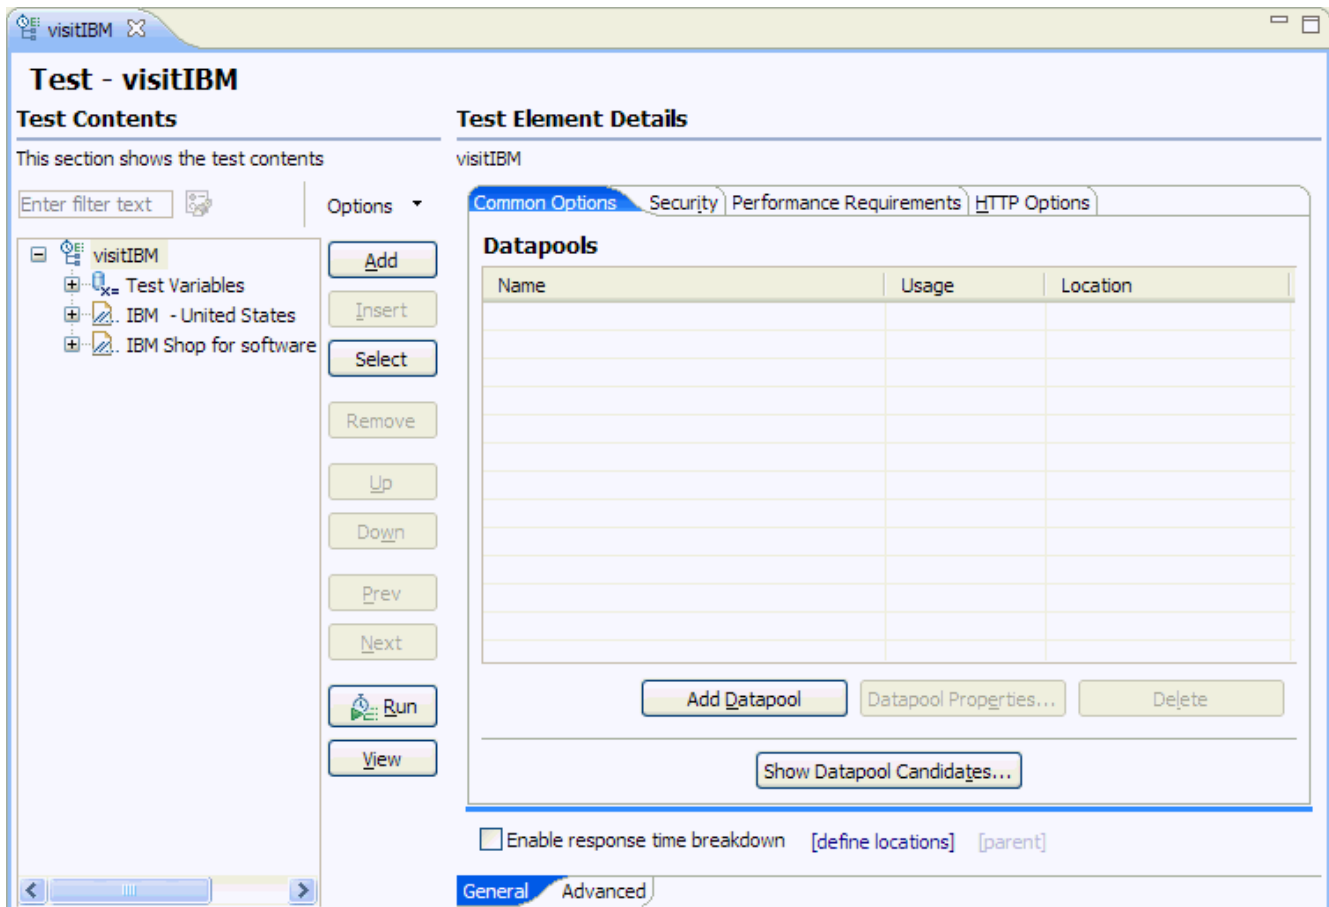 visitIBM
Test - visitIBM
Test Contents
This section shows the test contents
Enter filter text
Options
visitIBM
Test Variables
IBM - United States
IBM Shop for software
Add
Insert
Select
Remove
Up
Down
Prev
Next
Run
View
Test Element Details
visitIBM
Common Options Security Performance Requirements HTTP Options
Datapools
Name Usage Location
Add Datapool Datapool Properties... Delete
Show Datapool Candidates...
Enable response time breakdown [define locations] [parent]
General Advanced